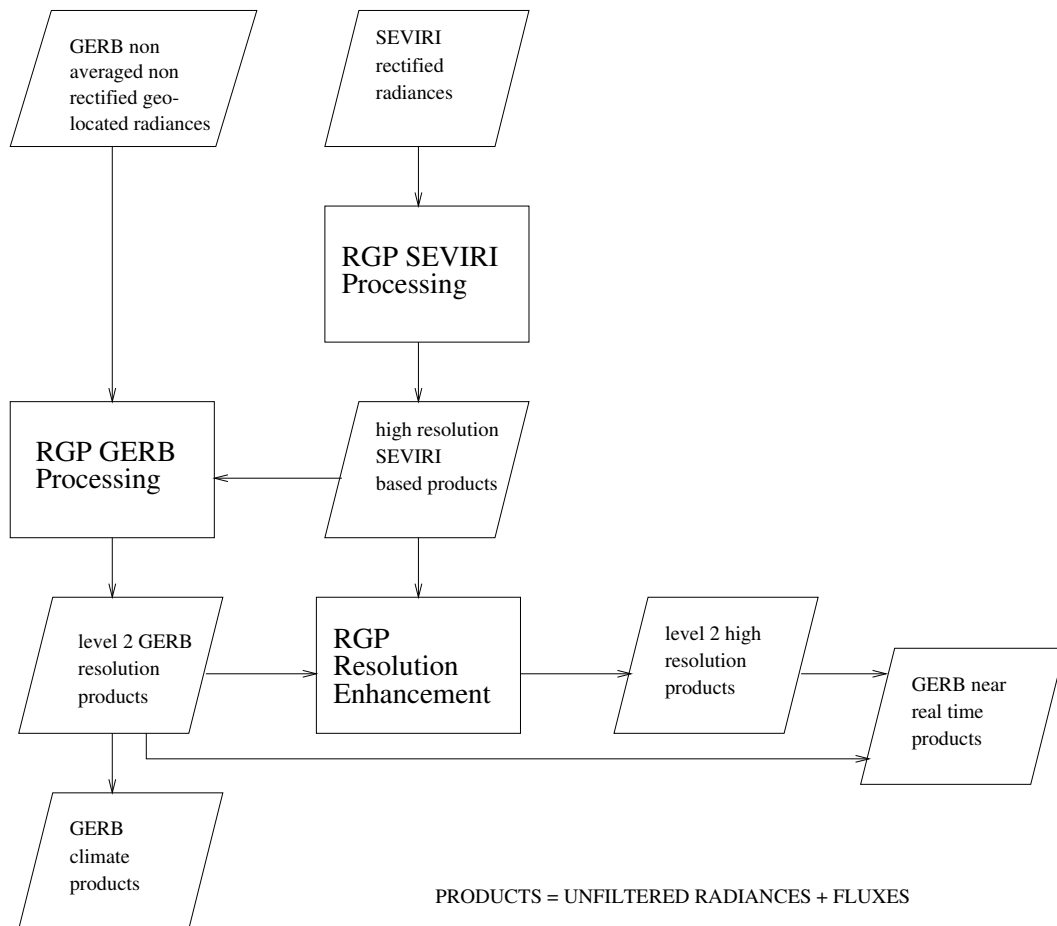 GERB non
averaged non
rectified geo-
located radiances
SEVIRI
rectified
radiances
RGP SEVIRI
Processing
RGP GERB
Processing
high resolution
SEVIRI
based products
level 2 GERB
resolution
products
RGP
Resolution
Enhancement
level 2 high
resolution
products
GERB near
real time
products
GERB
climate
products
PRODUCTS = UNFILTERED RADIANCES + FLUXES